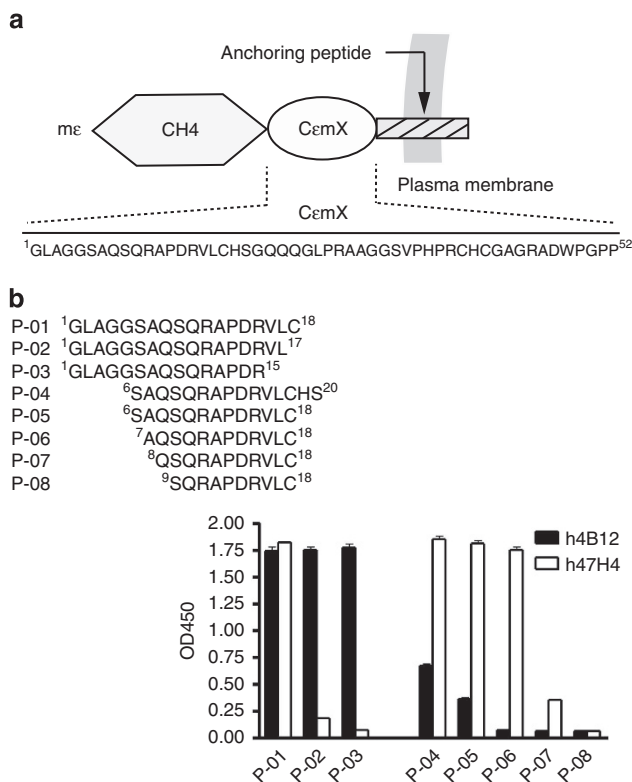 a
Anchoring peptide
mε
CH4
CεmX
Plasma membrane
CεmX
¹GLAGGSAQSQRAPDRVLCHSGQQQGLPRAAGGSVPHPRCHCGAGRADWPGPP⁵²
b
P-01 ¹GLAGGSAQSQRAPDRVLC¹⁸
P-02 ¹GLAGGSAQSQRAPDRVL¹⁷
P-03 ¹GLAGGSAQSQRAPDR¹⁵
P-04 ⁶SAQSQRAPDRVLCHS²⁰
P-05 ⁶SAQSQRAPDRVLC¹⁸
P-06 ⁷AQSQRAPDRVLC¹⁸
P-07 ⁸QSQRAPDRVLC¹⁸
P-08 ⁹SQRAPDRVLC¹⁸
2.00
1.75
1.50
1.25
1.00
0.75
0.50
0.25
0.00
OD450
h4B12
h47H4
P-01 P-02 P-03 P-04 P-05 P-06 P-07 P-08